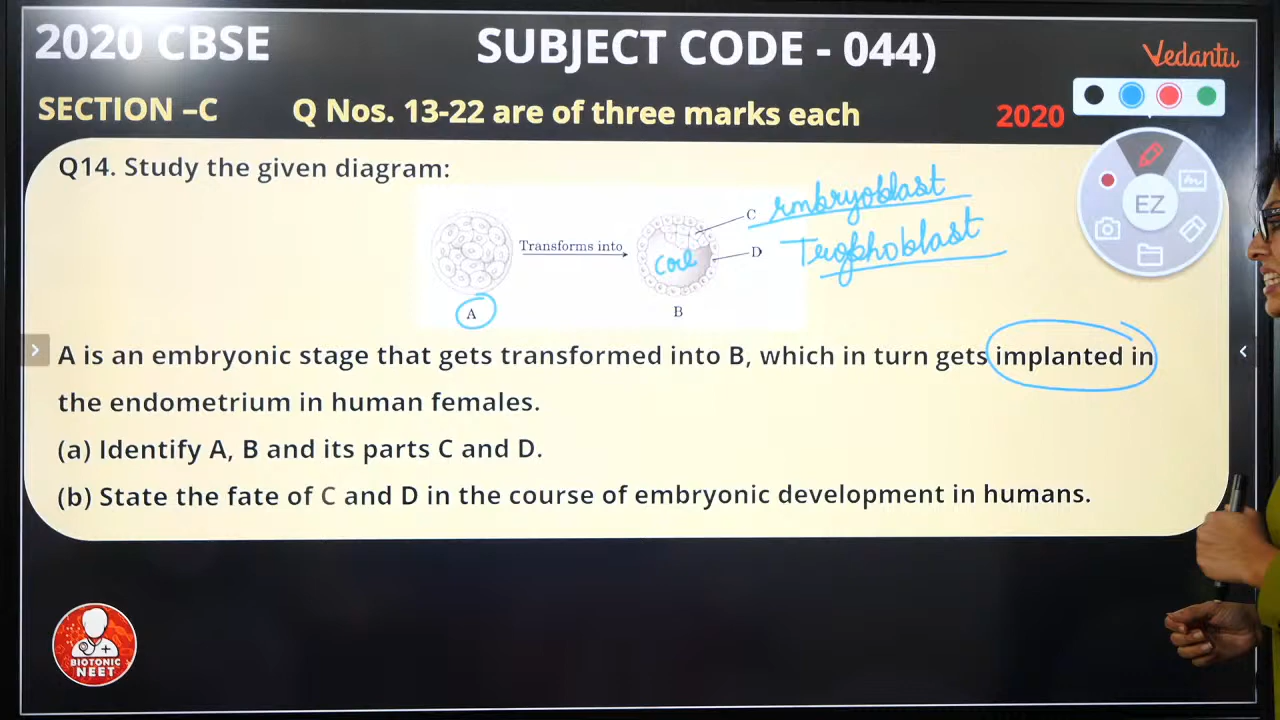 2020 CBSE SUBJECT CODE - 044)
Vedantu
SECTION –C Q Nos. 13-22 are of three marks each 2020
Q14. Study the given diagram:
EZ
C Embryoblast
Transforms into
D Trophoblast
Coel
A
B
A is an embryonic stage that gets transformed into B, which in turn gets implanted in
the endometrium in human females.
(a) Identify A, B and its parts C and D.
(b) State the fate of C and D in the course of embryonic development in humans.
BIOTONIC
NEET